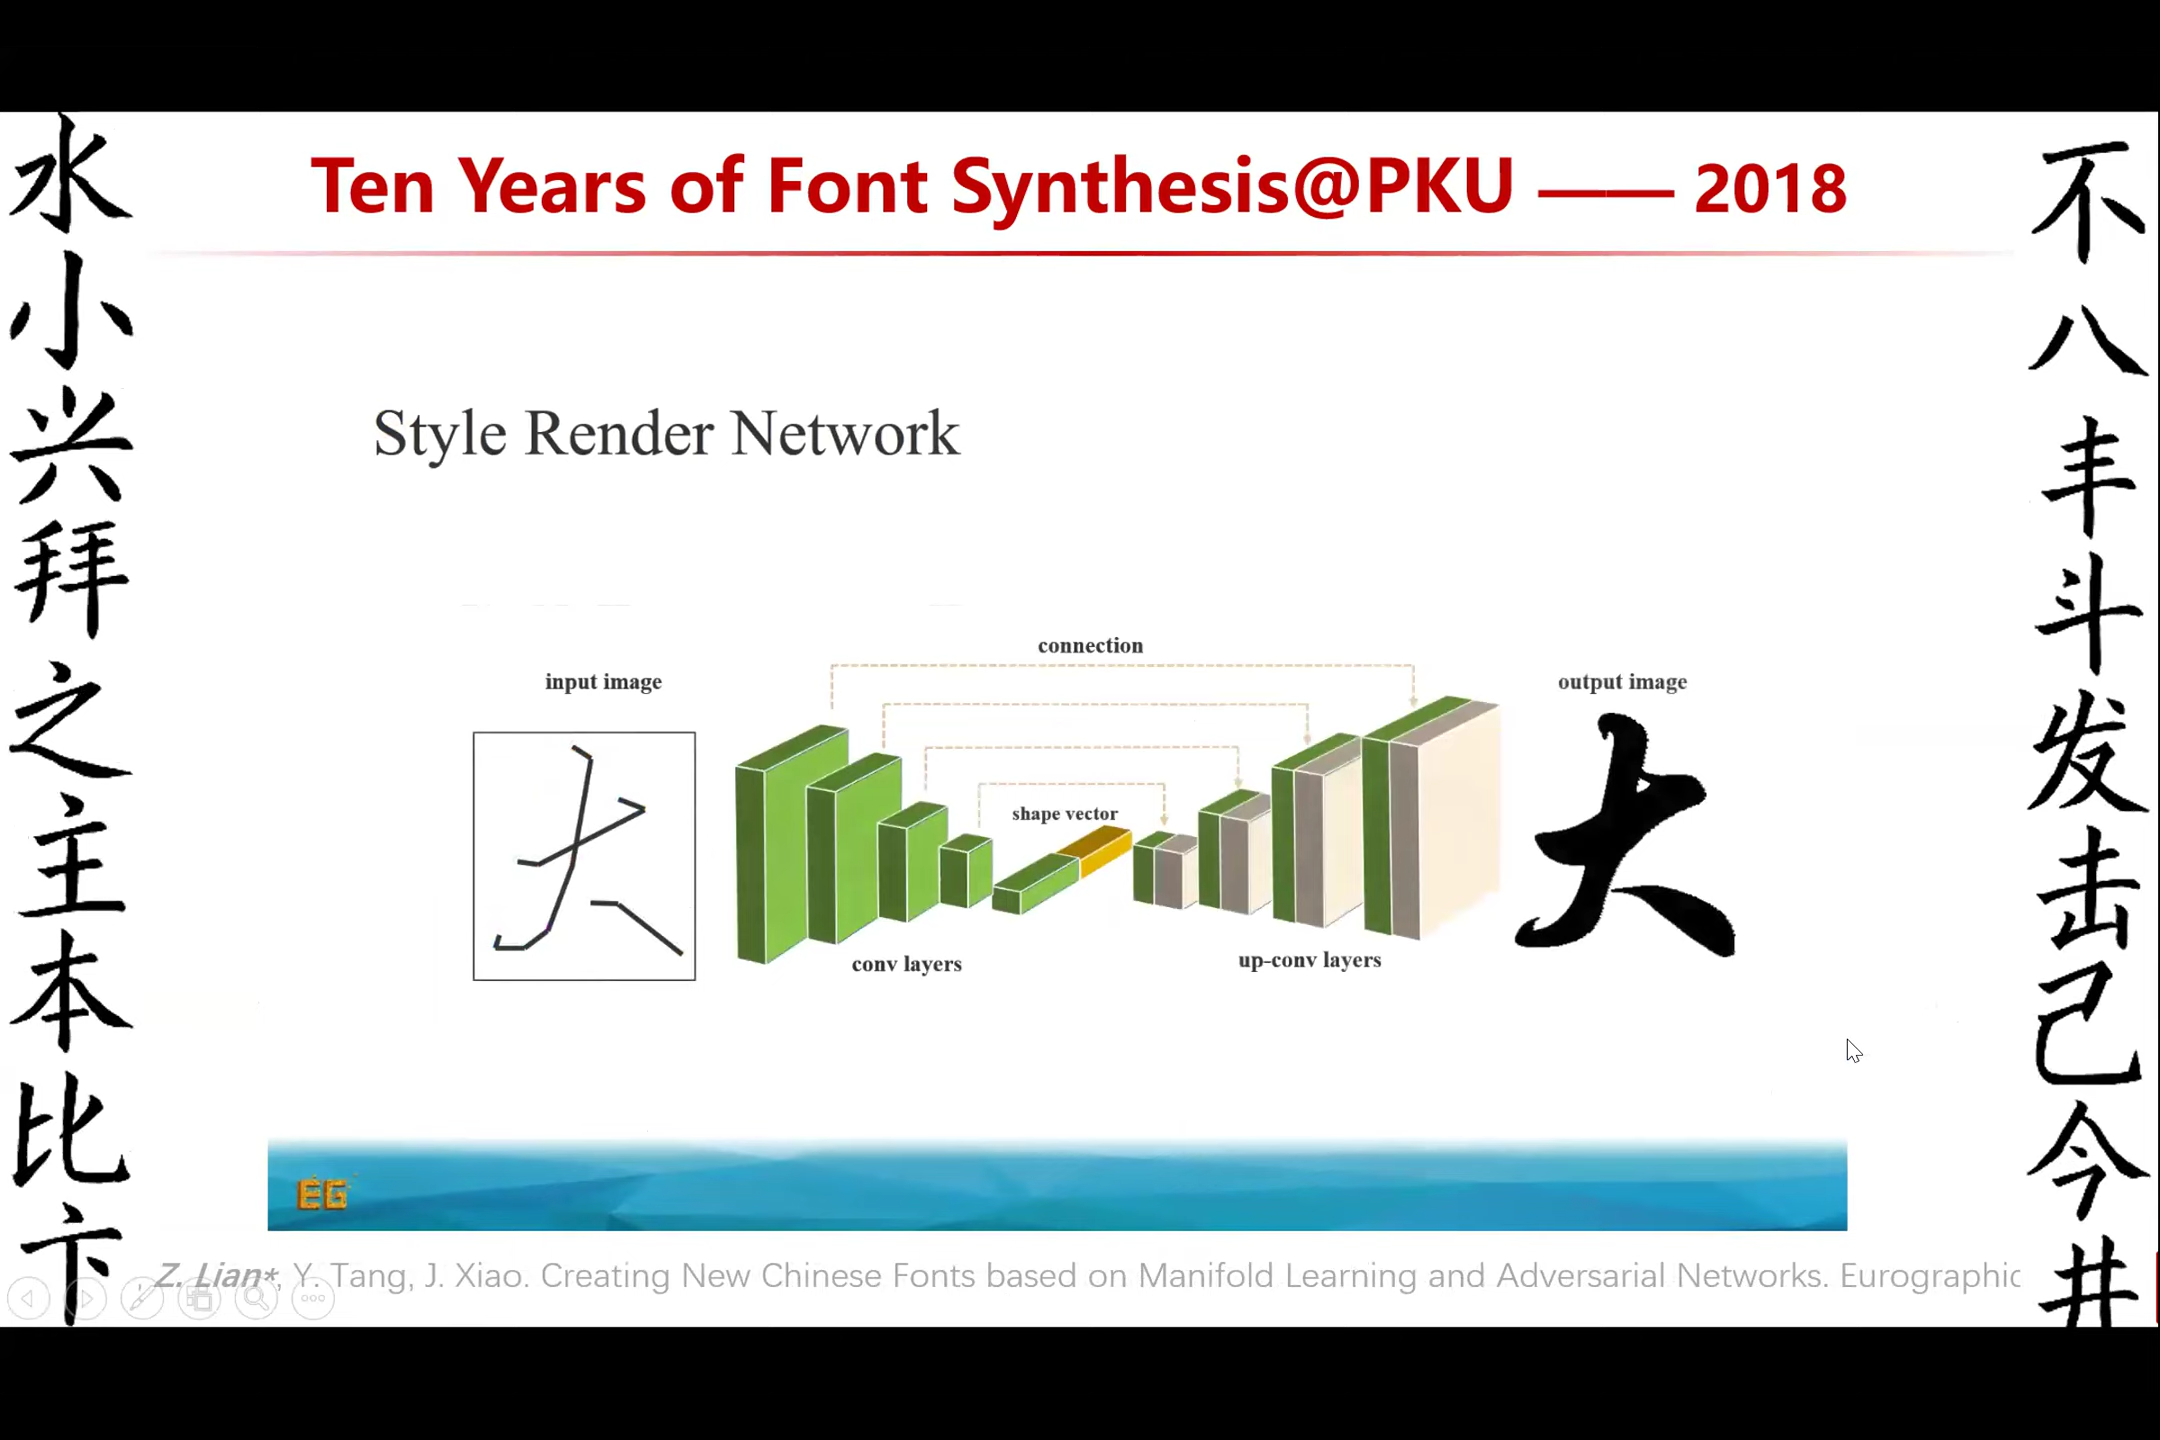 Ten Years of Font Synthesis@PKU —— 2018
水
小
兴
拜
之
主
本
比
卞
Style Render Network
connection
input image
output image
shape vector
大
conv layers
up-conv layers
EG
Z. Lian*, Y. Tang, J. Xiao. Creating New Chinese Fonts based on Manifold Learning and Adversarial Networks. Eurographic
不
八
丰
斗
发
击
己
今
井